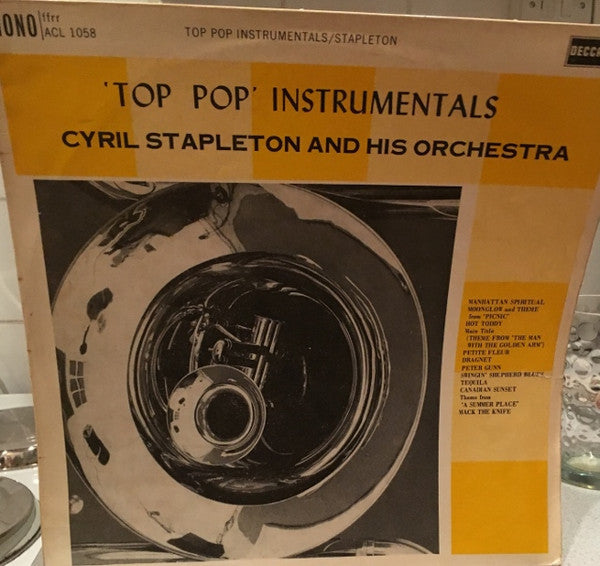 MONO ffrr
ACL 1058
TOP POP INSTRUMENTALS/STAPLETON
DECCA
'TOP POP' INSTRUMENTALS
CYRIL STAPLETON AND HIS ORCHESTRA
MANHATTAN SPIRITUAL
MOONGLOW and THEME
from "PICNIC"
HOT TODDY
Main Title
(THEME FROM "THE MAN
WITH THE GOLDEN ARM")
PETITE FLEUR
DRAGNET
PETER GUNN
SWINGIN' SHEPHERD BLUES
TEQUILA
CANADIAN SUNSET
Theme from
"A SUMMER PLACE"
MACK THE KNIFE